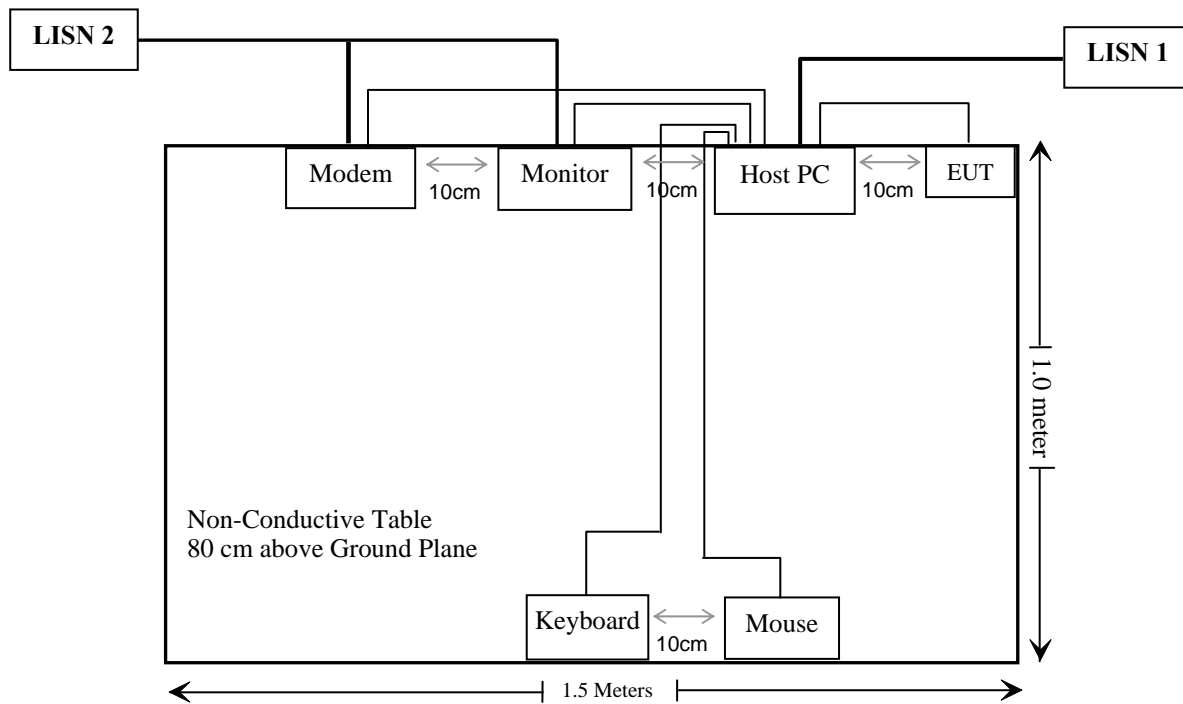 LISN 2
LISN 1
Modem
10cm
Monitor
10cm
Host PC
10cm
EUT
1.0 meter
Non-Conductive Table
80 cm above Ground Plane
Keyboard
10cm
Mouse
1.5 Meters